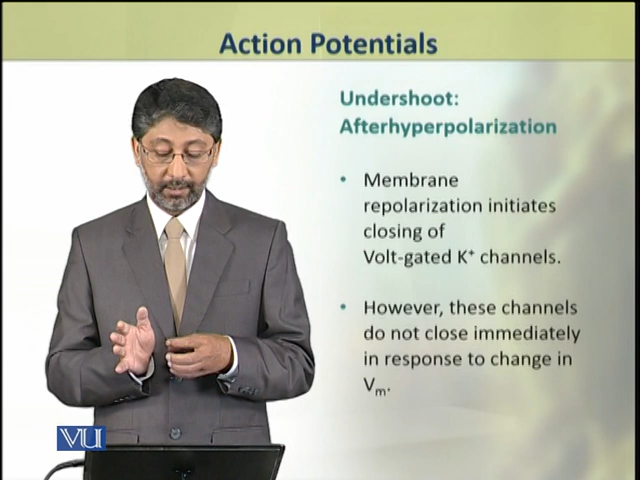 Action Potentials
Undershoot:
Afterhyperpolarization
• Membrane
repolarization initiates
closing of
Volt-gated K⁺ channels.
• However, these channels
do not close immediately
in response to change in
Vₘ.
VU